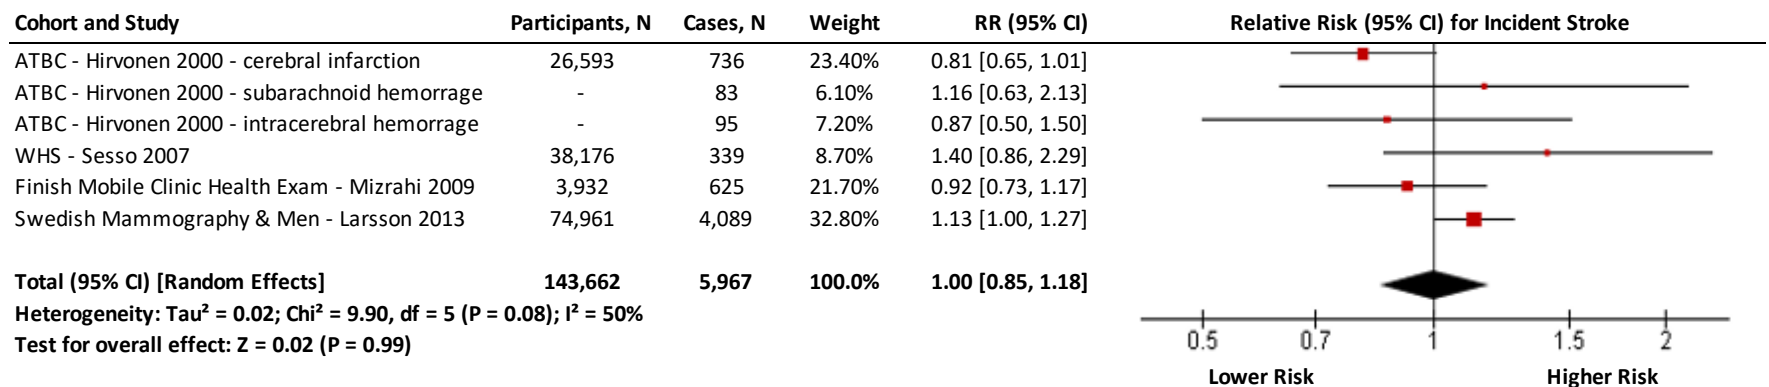 Cohort and Study Participants, N Cases, N Weight RR (95% CI) Relative Risk (95% CI) for Incident Stroke
ATBC - Hirvonen 2000 - cerebral infarction 26,593 736 23.40% 0.81 [0.65, 1.01]
ATBC - Hirvonen 2000 - subarachnoid hemorrage - 83 6.10% 1.16 [0.63, 2.13]
ATBC - Hirvonen 2000 - intracerebral hemorrage - 95 7.20% 0.87 [0.50, 1.50]
WHS - Sesso 2007 38,176 339 8.70% 1.40 [0.86, 2.29]
Finish Mobile Clinic Health Exam - Mizrahi 2009 3,932 625 21.70% 0.92 [0.73, 1.17]
Swedish Mammography & Men - Larsson 2013 74,961 4,089 32.80% 1.13 [1.00, 1.27]
Total (95% CI) [Random Effects] 143,662 5,967 100.0% 1.00 [0.85, 1.18]
Heterogeneity: Tau² = 0.02; Chi² = 9.90, df = 5 (P = 0.08); I² = 50%
Test for overall effect: Z = 0.02 (P = 0.99)
0.5 0.7 1 1.5 2
Lower Risk Higher Risk